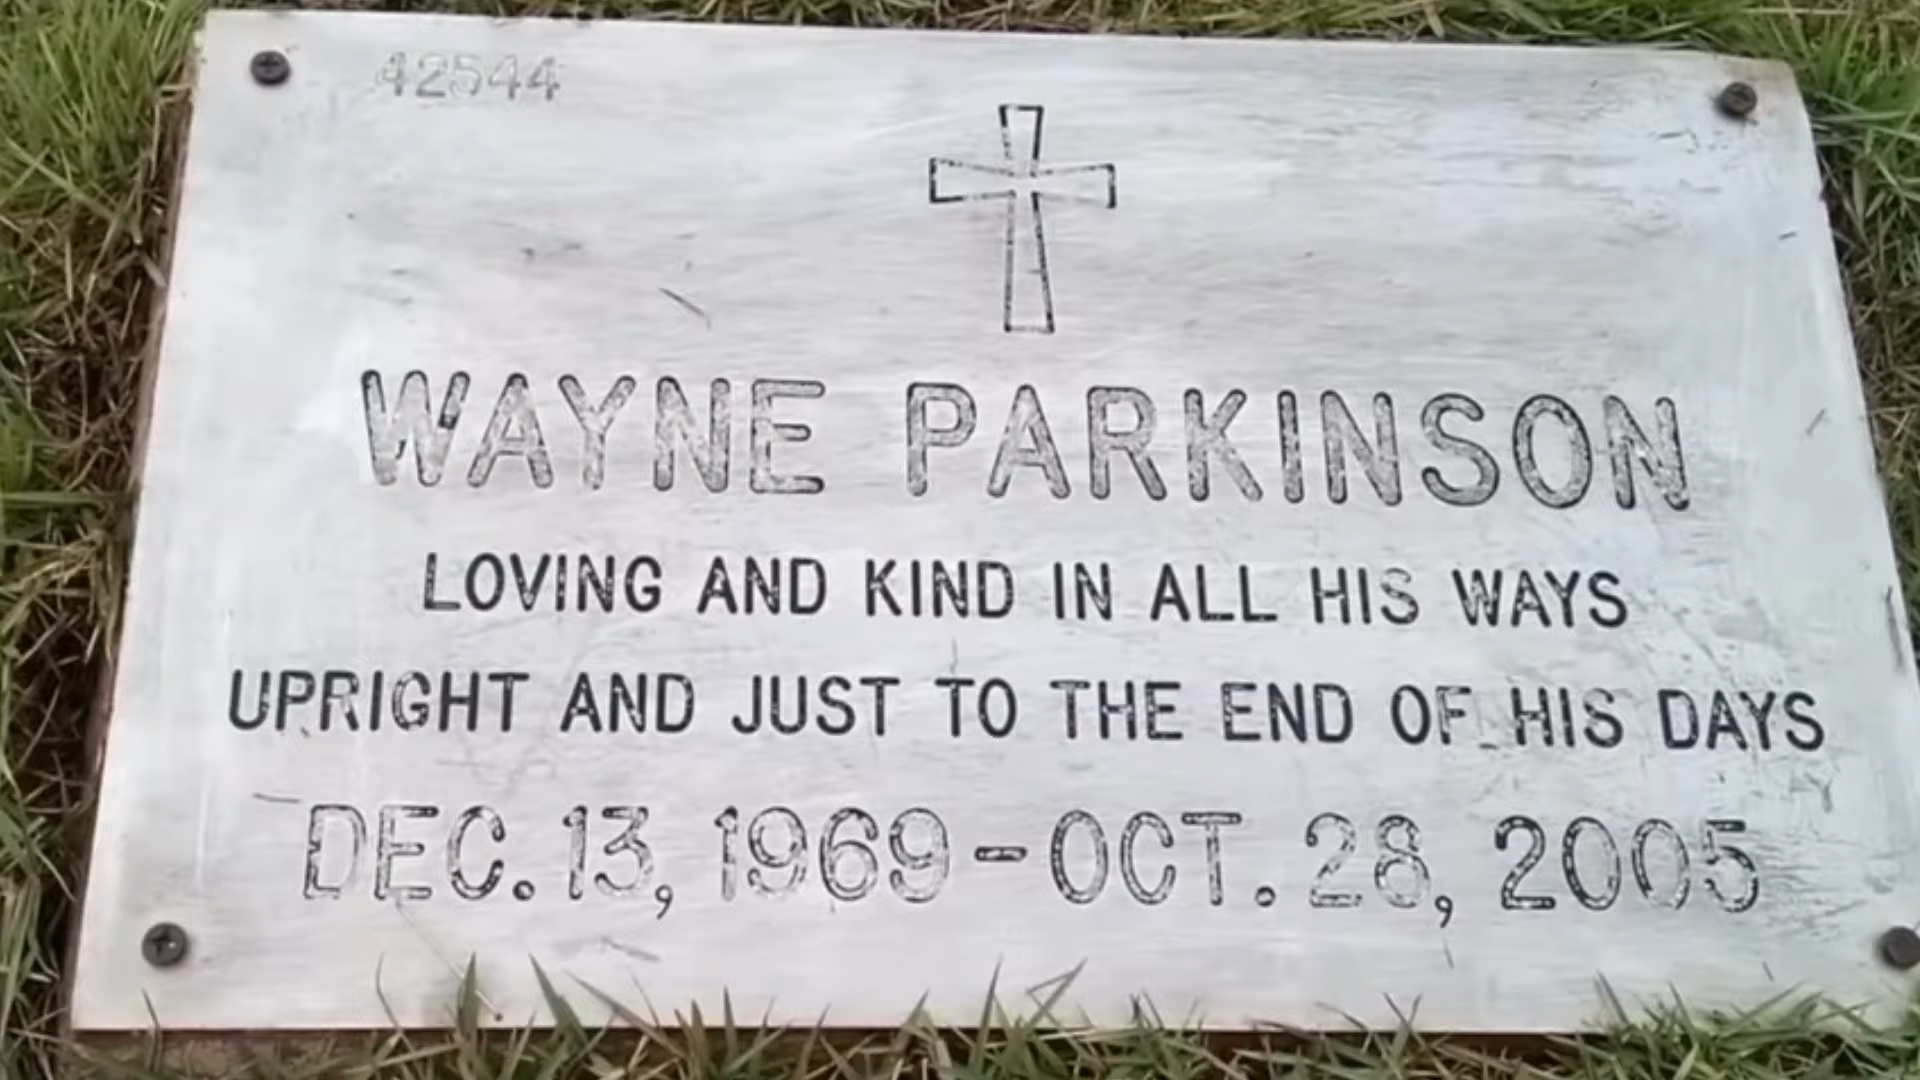 42544
WAYNE PARKINSON
LOVING AND KIND IN ALL HIS WAYS
UPRIGHT AND JUST TO THE END OF HIS DAYS
DEC. 13, 1969 - OCT. 28, 2005